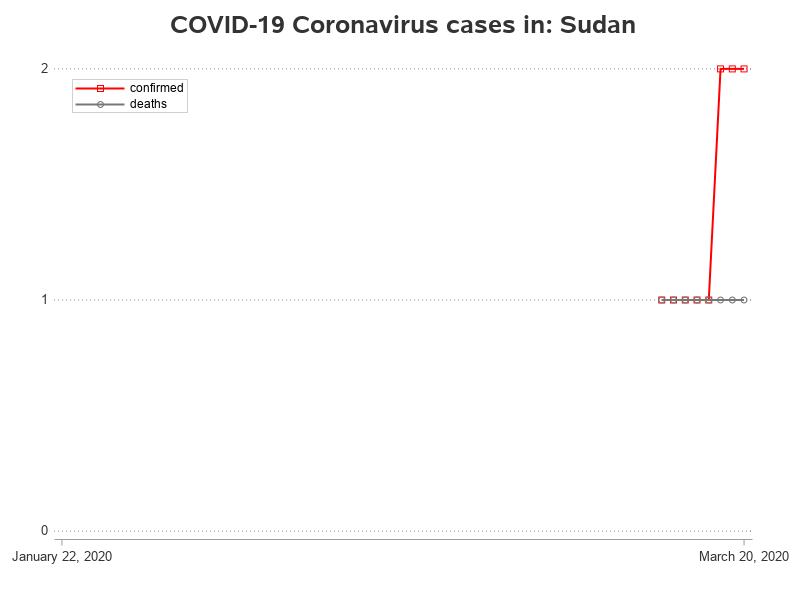 COVID-19 Coronavirus cases in: Sudan
2
confirmed
deaths
1
0
January 22, 2020
March 20, 2020